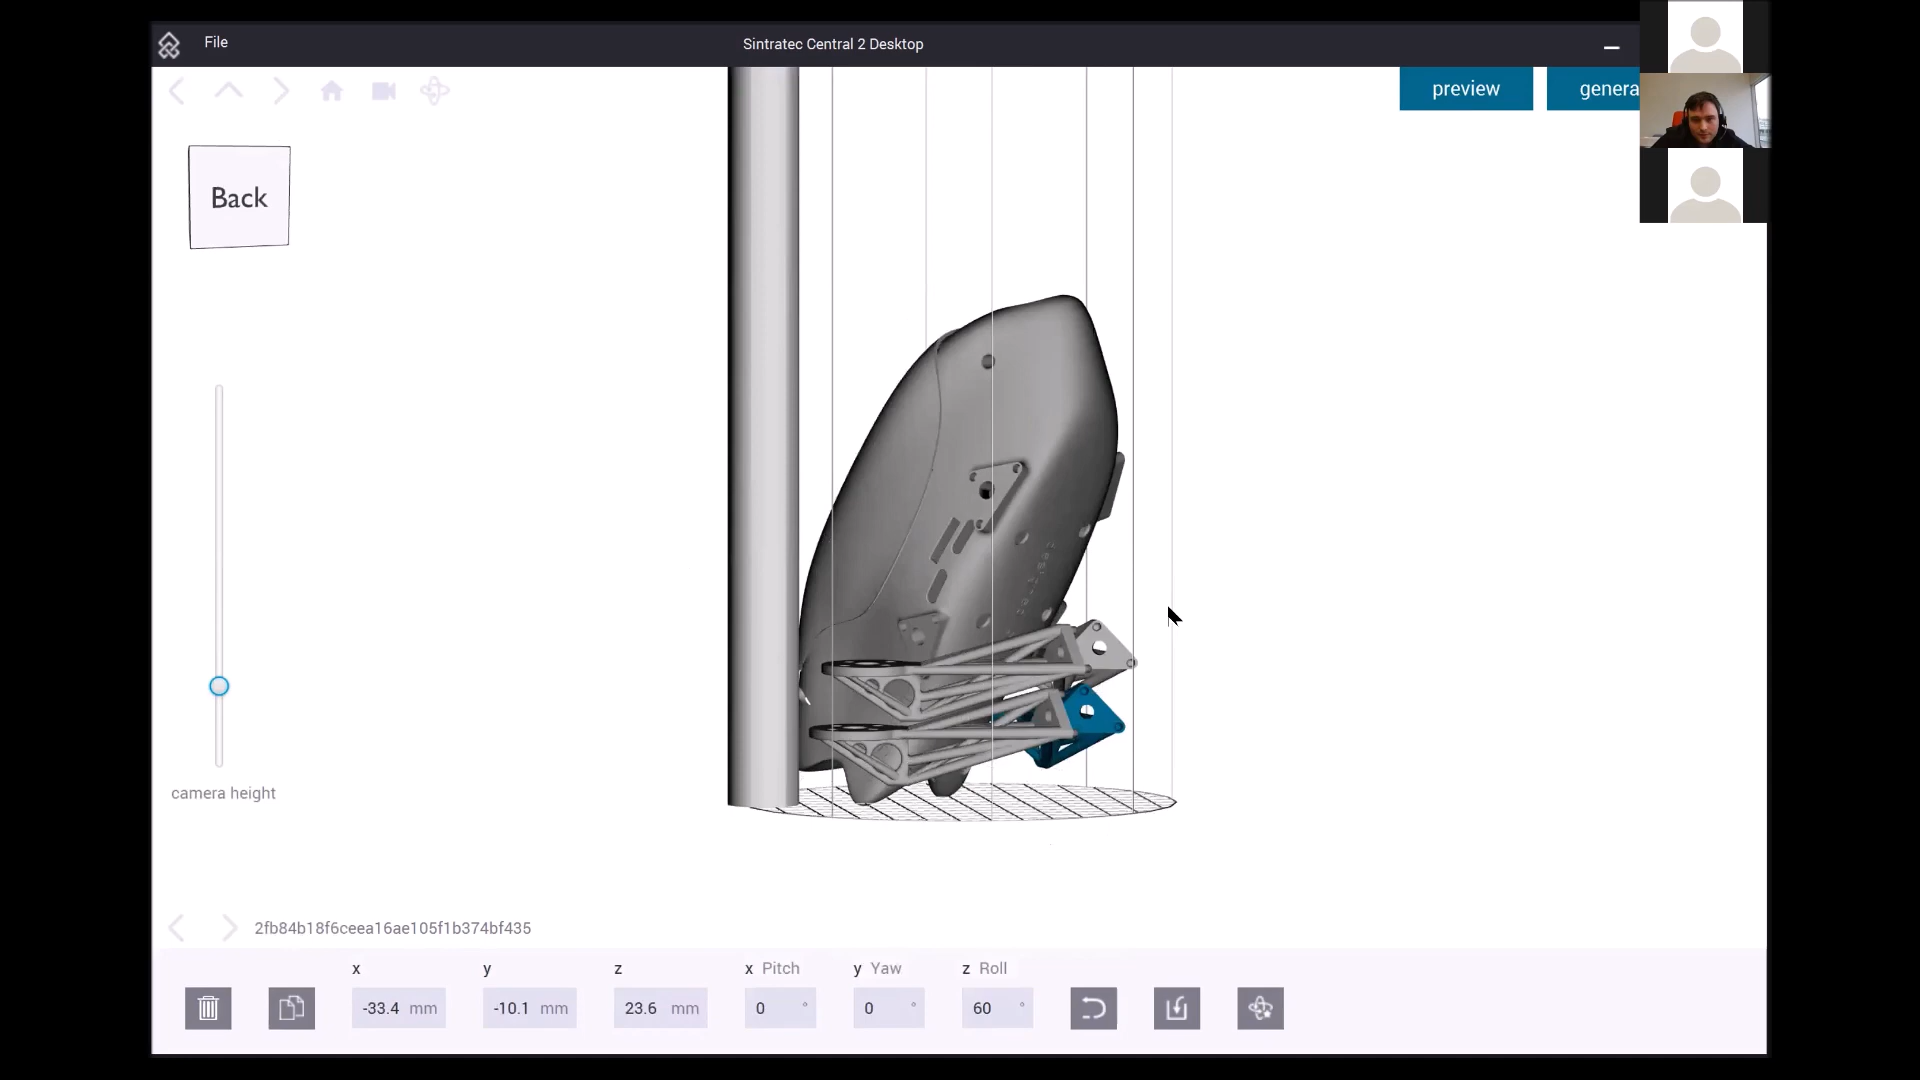 File
Sintratec Central 2 Desktop
preview
genera
Back
camera height
2fb84b18f6ceea16ae105f1b374bf435
x
y
z
x Pitch
y Yaw
z Roll
-33.4 mm
-10.1 mm
23.6 mm
0 °
0 °
60 °